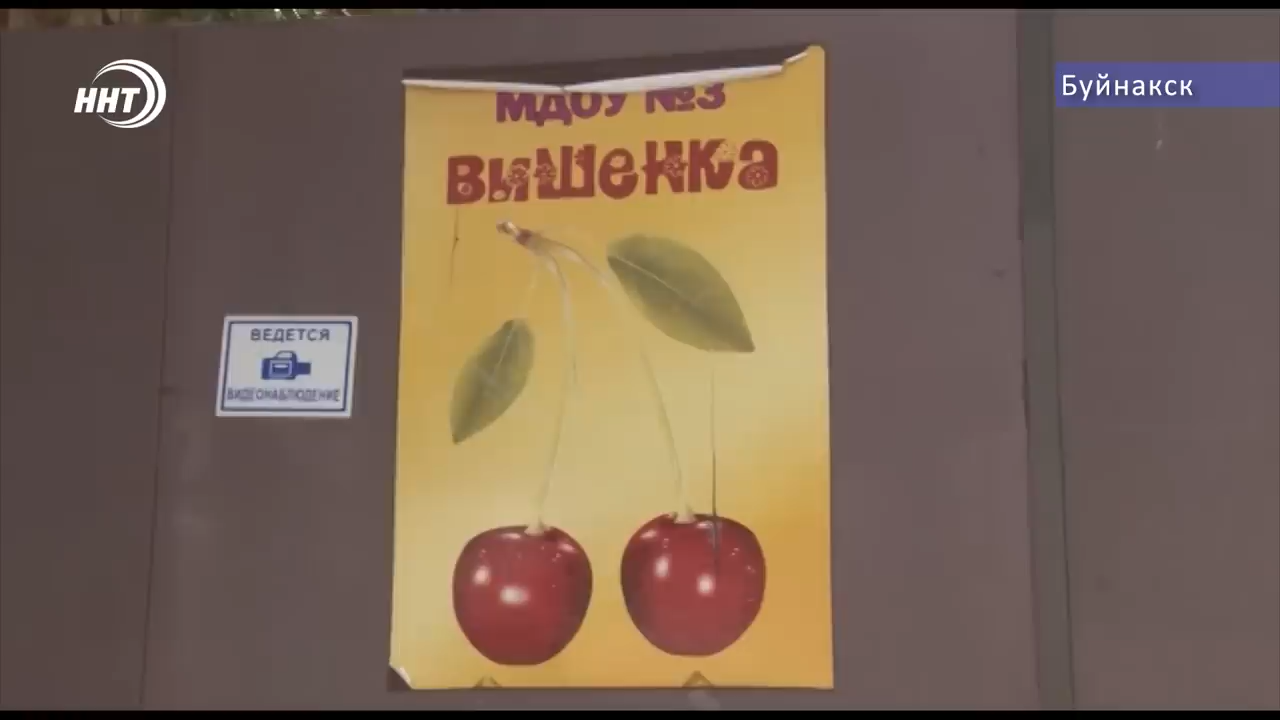 ННТ
Буйнакск
МДОУ №3
Вишенка
ВЕДЕТСЯ
ВИДЕОНАБЛЮДЕНИЕ